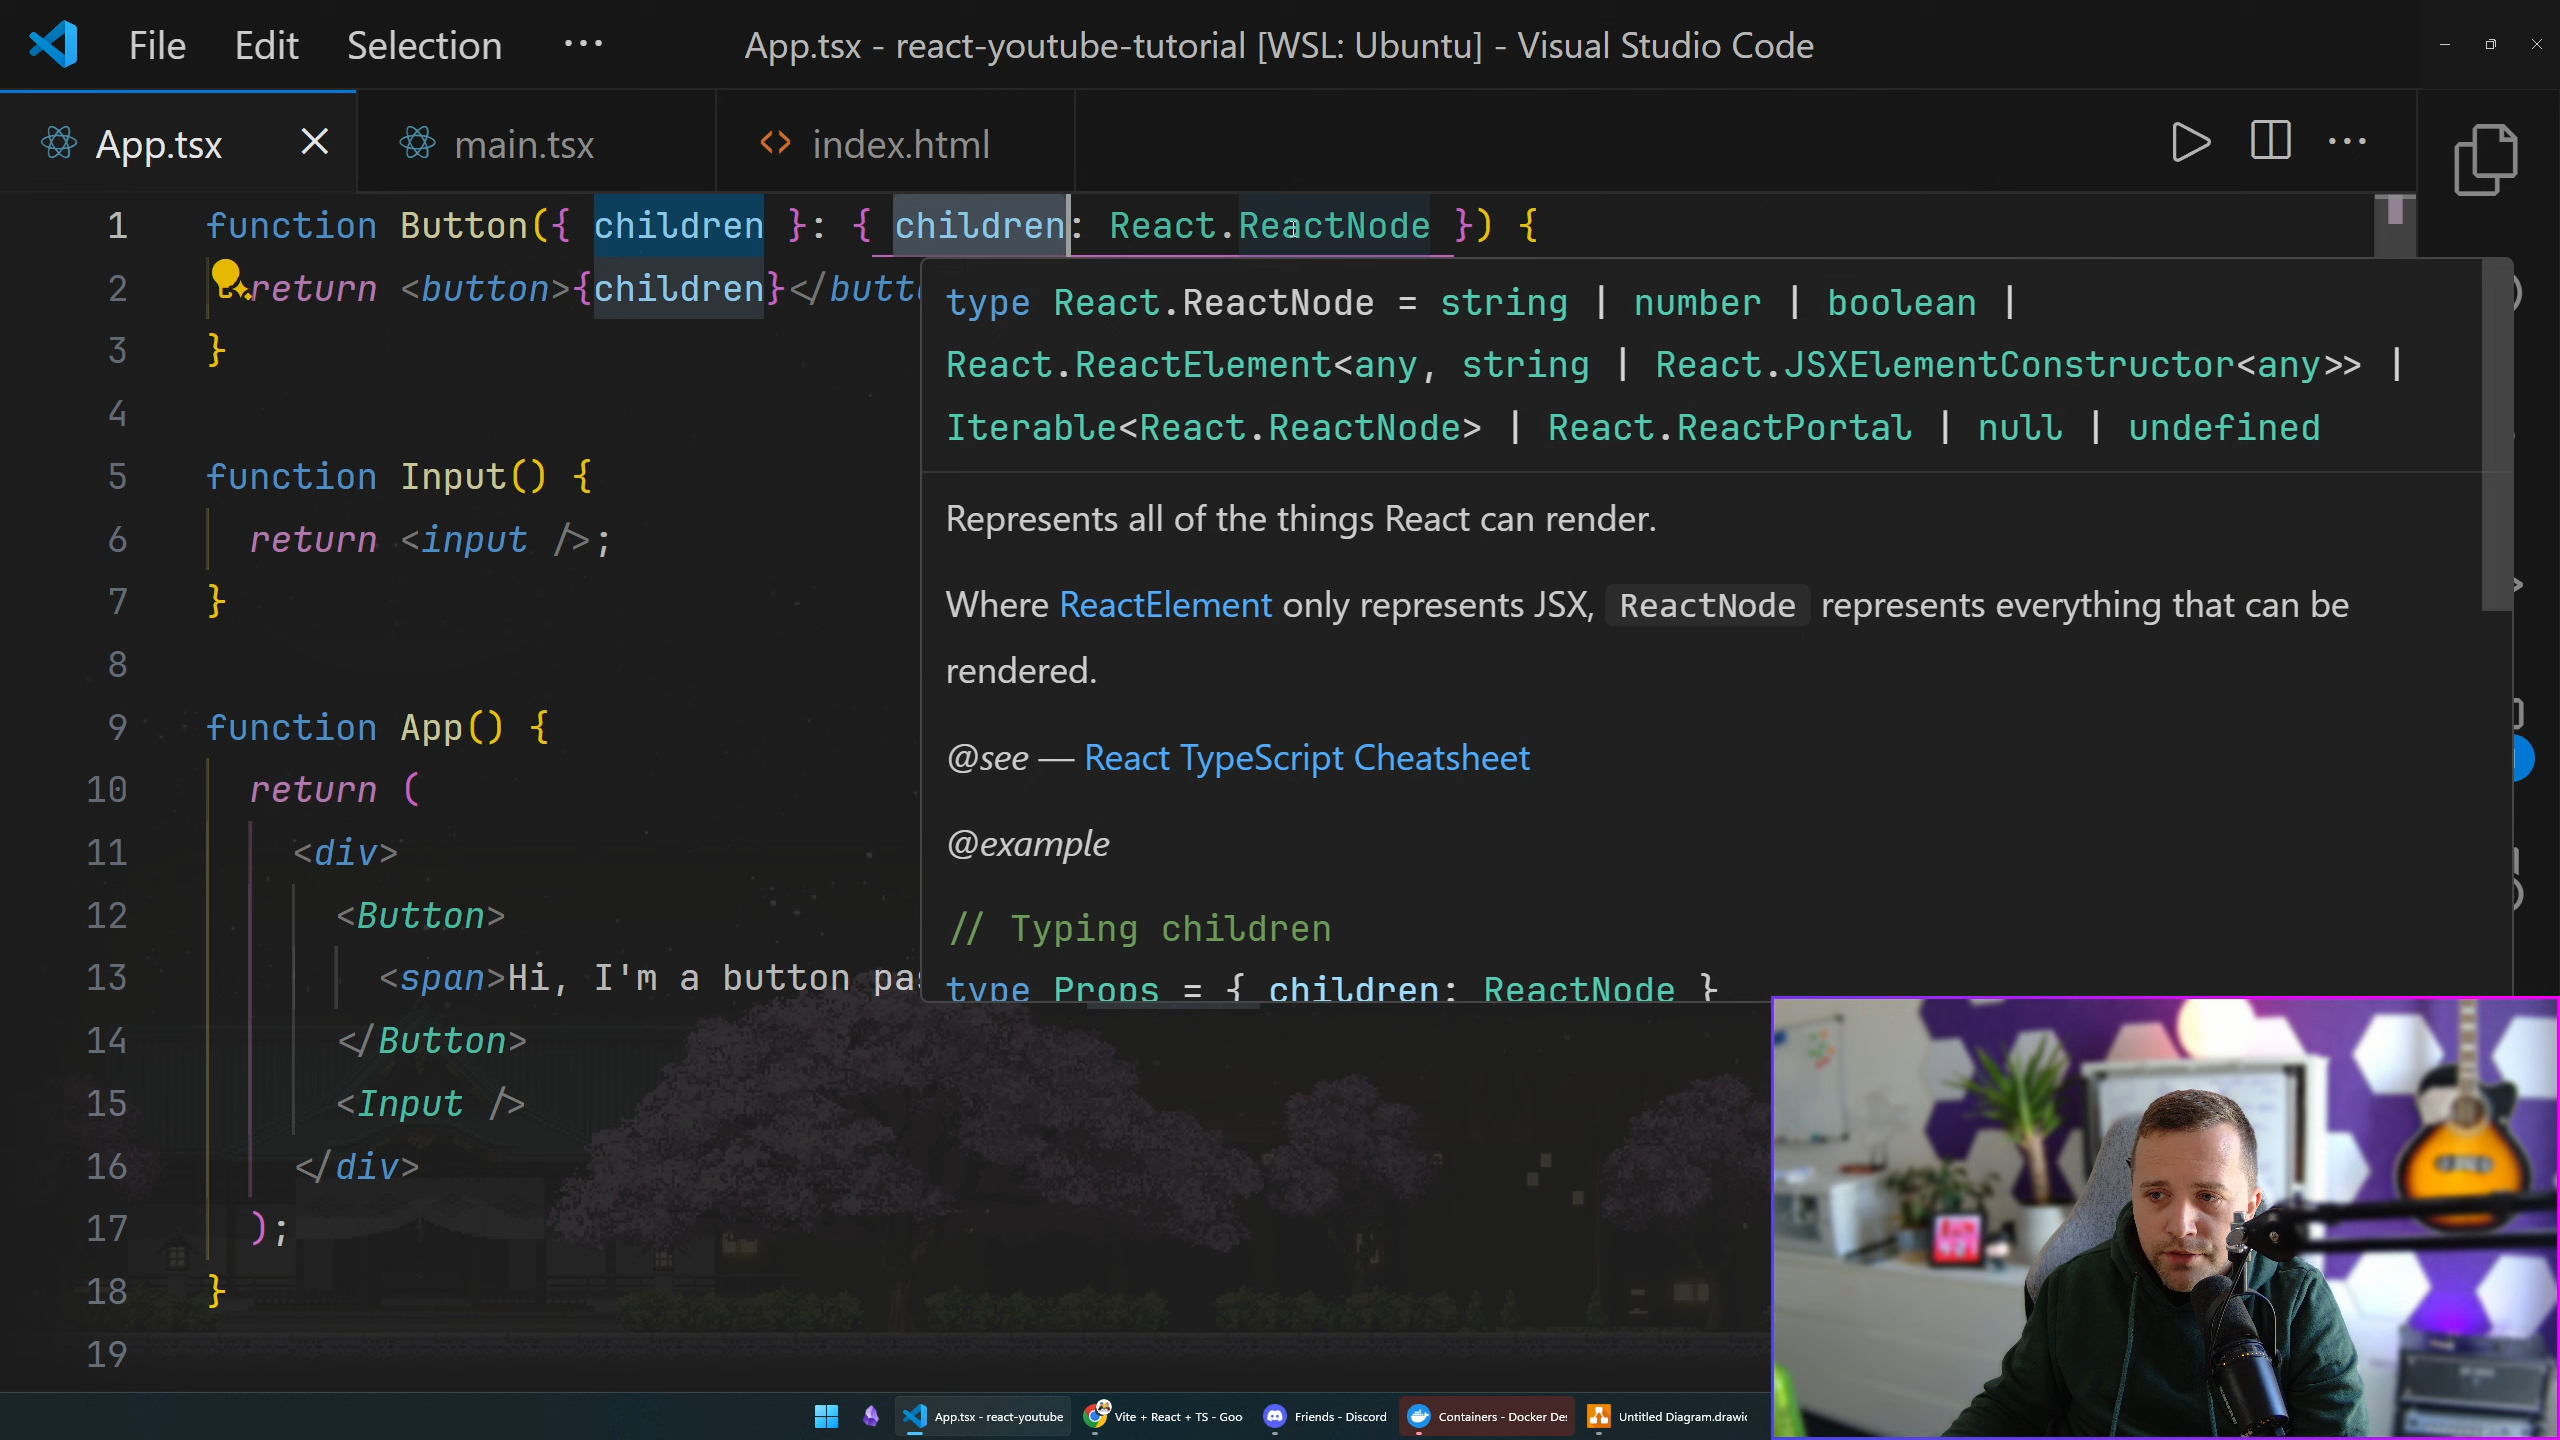 File Edit Selection ··· App.tsx - react-youtube-tutorial [WSL: Ubuntu] - Visual Studio Code
App.tsx main.tsx index.html
1 function Button({ children }: { children: React.ReactNode }) {
2 return <button>{children}</butt
3 }
4
5 function Input() {
6 return <input />;
7 }
8
9 function App() {
10 return (
11 <div>
12 <Button>
13 <span>Hi, I'm a button pa
14 </Button>
15 <Input />
16 </div>
17 );
18 }
19
type React.ReactNode = string | number | boolean |
React.ReactElement<any, string | React.JSXElementConstructor<any>> |
Iterable<React.ReactNode> | React.ReactPortal | null | undefined
Represents all of the things React can render.
Where ReactElement only represents JSX, ReactNode represents everything that can be
rendered.
@see — React TypeScript Cheatsheet
@example
// Typing children
type Props = { children: ReactNode }
App.tsx - react-youtube Vite + React + TS - Goo Friends - Discord Containers - Docker De Untitled Diagram.drawi